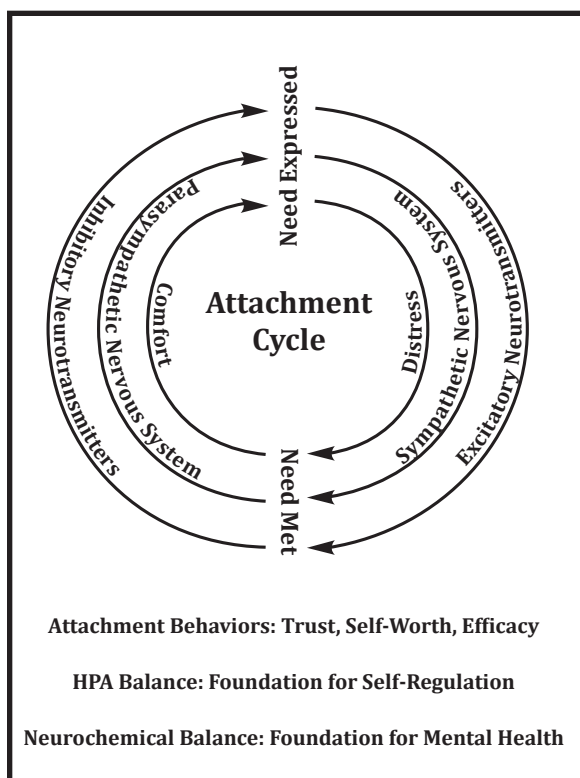 Need Expressed
Inhibitory Neurotransmitters
Parasympathetic Nervous System
Comfort
Attachment
Cycle
Distress
Sympathetic Nervous System
Excitatory Neurotransmitters
Need Met
Attachment Behaviors: Trust, Self-Worth, Efficacy
HPA Balance: Foundation for Self-Regulation
Neurochemical Balance: Foundation for Mental Health